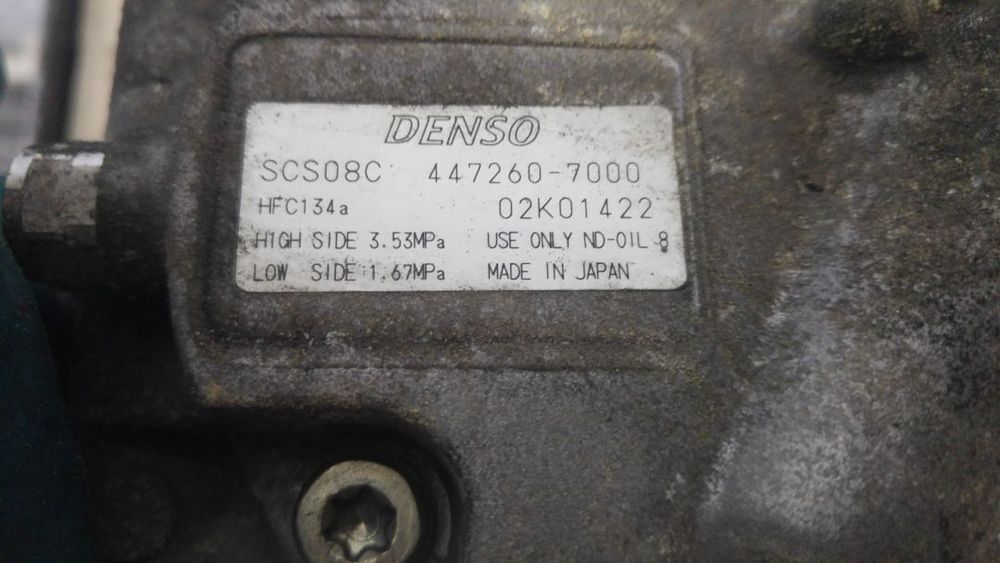 DENSO
SCS08C 447260-7000
HFC134a 02K01422
HIGH SIDE 3.53MPa USE ONLY ND-OIL 8
LOW SIDE 1.67MPa MADE IN JAPAN